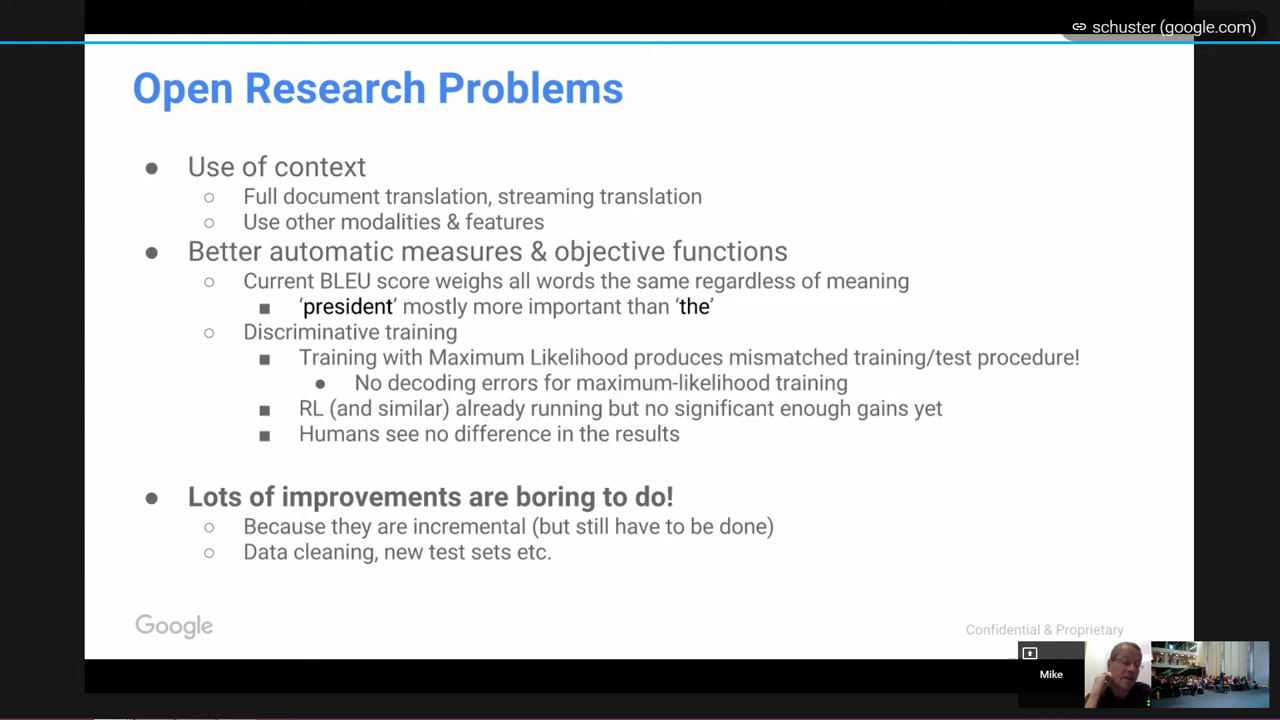 schuster (google.com)
Open Research Problems
● Use of context
○ Full document translation, streaming translation
○ Use other modalities & features
● Better automatic measures & objective functions
○ Current BLEU score weighs all words the same regardless of meaning
■ ‘president’ mostly more important than ‘the’
○ Discriminative training
■ Training with Maximum Likelihood produces mismatched training/test procedure!
● No decoding errors for maximum-likelihood training
■ RL (and similar) already running but no significant enough gains yet
■ Humans see no difference in the results
● Lots of improvements are boring to do!
○ Because they are incremental (but still have to be done)
○ Data cleaning, new test sets etc.
Google
Confidential & Proprietary
Mike